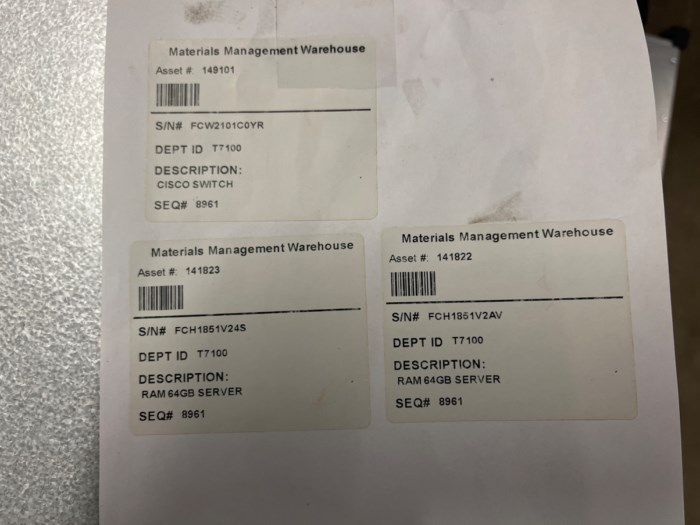 Materials Management Warehouse
Asset #: 149101
S/N# FCW2101C0YR
DEPT ID T7100
DESCRIPTION:
CISCO SWITCH
SEQ# 8961
Materials Management Warehouse
Asset #: 141823
S/N# FCH1851V24S
DEPT ID T7100
DESCRIPTION:
RAM 64GB SERVER
SEQ# 8961
Materials Management Warehouse
Asset #: 141822
S/N# FCH1851V2AV
DEPT ID T7100
DESCRIPTION:
RAM 64GB SERVER
SEQ# 8961